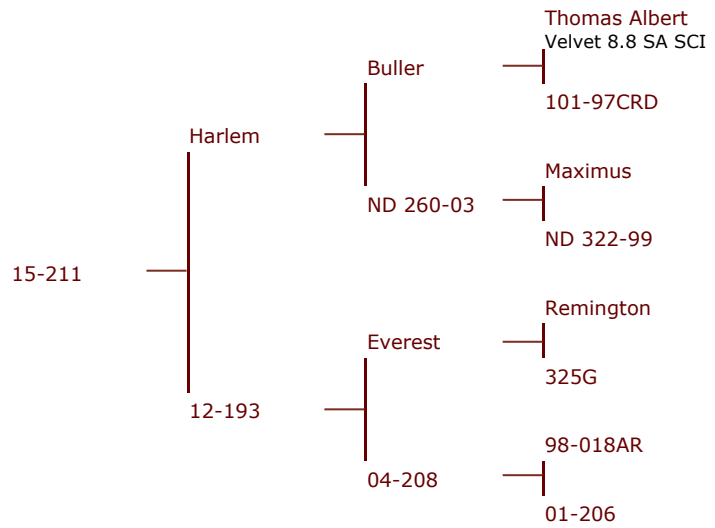 Thomas Albert
Velvet 8.8 SA SCI
Buller
101-97CRD
Harlem
Maximus
ND 260-03
ND 322-99
15-211
Remington
Everest
325G
12-193
98-018AR
04-208
01-206